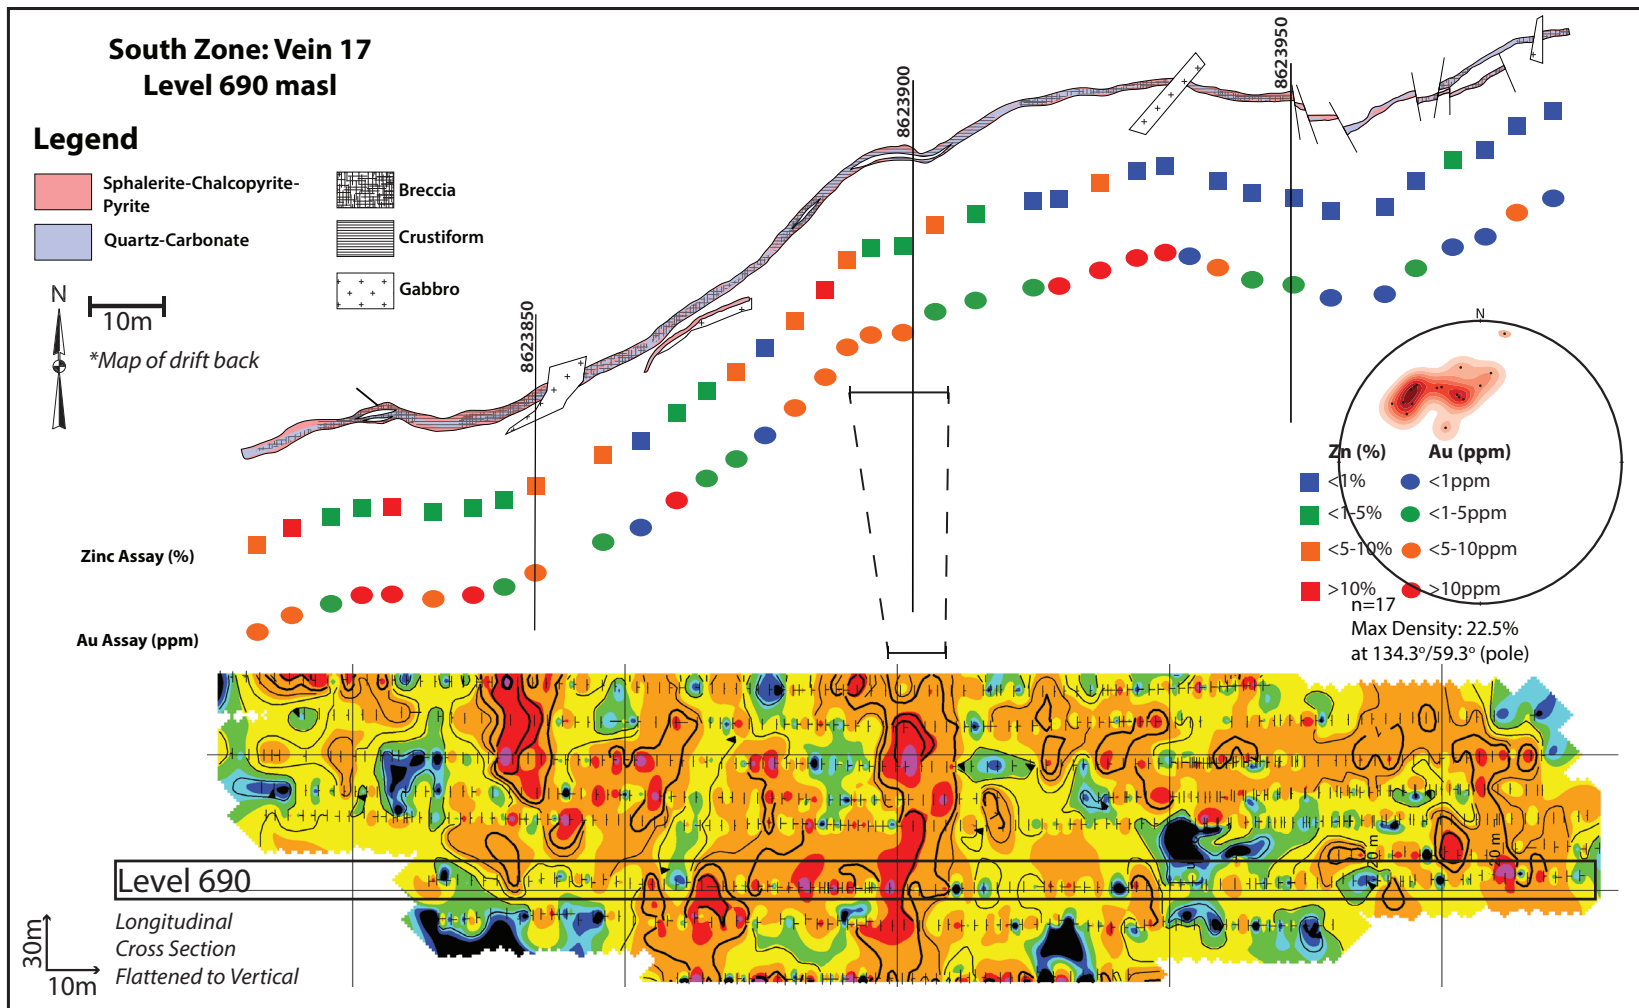 South Zone: Vein 17
Level 690 masl
Legend
Sphalerite-Chalcopyrite-
Pyrite
Quartz-Carbonate
Breccia
Crustiform
Gabbro
N
10m
*Map of drift back
8623850
8623900
8623950
Zinc Assay (%)
Au Assay (ppm)
N
Zn (%) Au (ppm)
<1% <1ppm
<1-5% <1-5ppm
<5-10% <5-10ppm
>10% >10ppm
n=17
Max Density: 22.5%
at 134.3°/59.3° (pole)
20 m
20 m
Level 690
30m
10m
Longitudinal
Cross Section
Flattened to Vertical